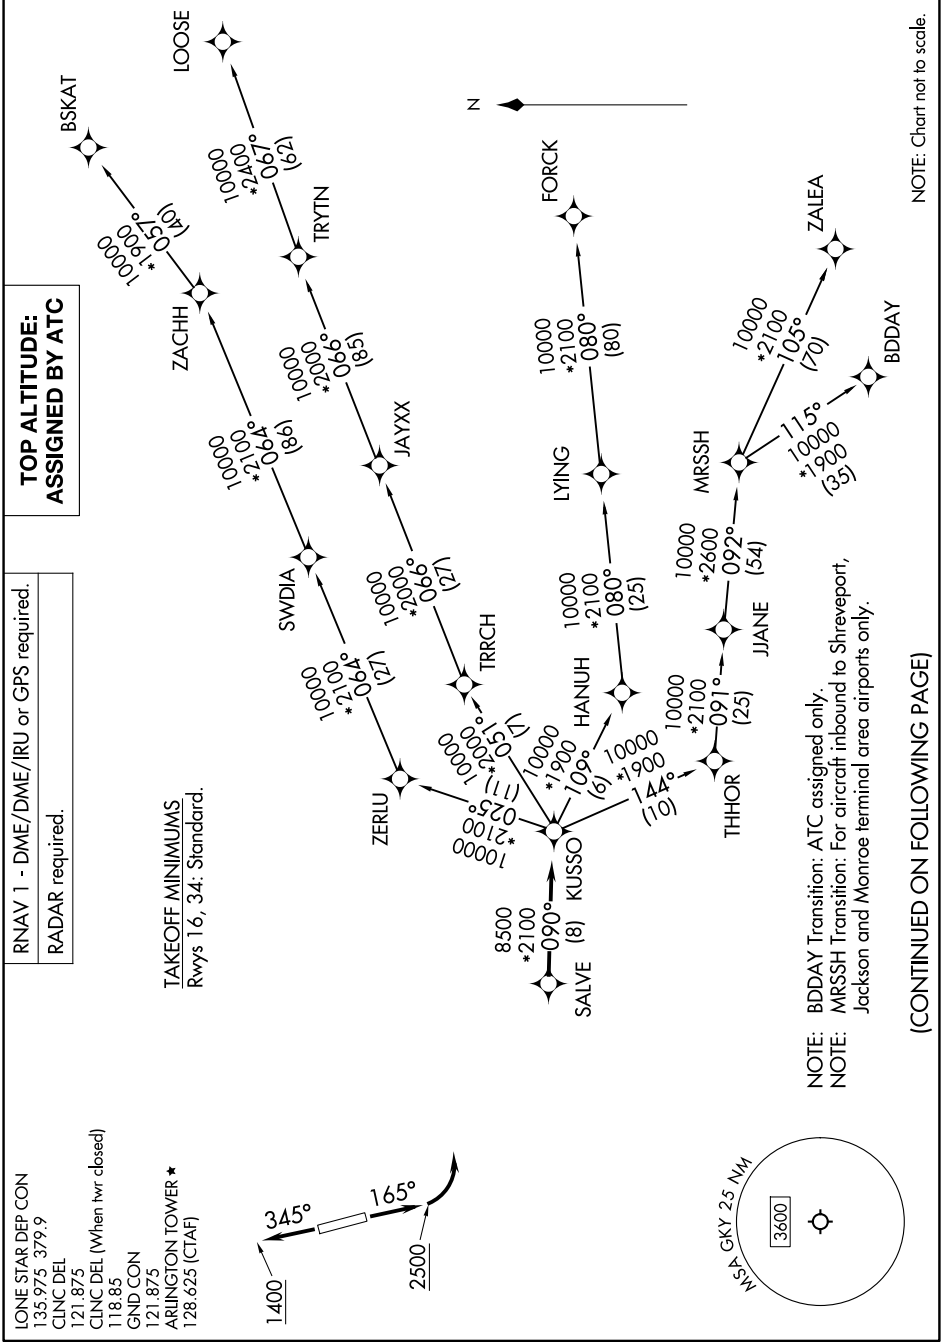 LONE STAR DEP CON
135.975 379.9
CLNC DEL
121.875
CLNC DEL (When twr closed)
118.85
GND CON
121.875
ARLINGTON TOWER ★
128.625 (CTAF)
RNAV 1 - DME/DME/IRU or GPS required.
RADAR required.
TOP ALTITUDE:
ASSIGNED BY ATC
TAKEOFF MINIMUMS
Rwys 16, 34: Standard.
1400
345°
165°
2500
MSA GKY 25 NM
3600
SALVE
8500
*2100
090°
(8)
KUSSO
10000
*2100
025°
(11)
ZERLU
10000
*2100
064°
(27)
SWDIA
10000
*2100
064°
(86)
ZACHH
10000
*1900
057°
(40)
BSKAT
10000
*2000
051°
(7)
TRRCH
10000
*2000
066°
(27)
JAYXX
10000
*2000
066°
(85)
TRYTN
10000
*2400
067°
(62)
LOOSE
10000
*1900
109°
(6)
HANUH
10000
*2100
080°
(25)
LYING
10000
*2100
080°
(80)
FORCK
10000
*1900
144°
(10)
THHOR
10000
*2100
091°
(25)
JJANE
10000
*2600
092°
(54)
MRSSH
10000
*2100
105°
(70)
ZALEA
115°
10000
*1900
(35)
BDDAY
N
NOTE: BDDAY Transition: ATC assigned only.
NOTE: MRSSH Transition: For aircraft inbound to Shreveport,
Jackson and Monroe terminal area airports only.
NOTE: Chart not to scale.
(CONTINUED ON FOLLOWING PAGE)